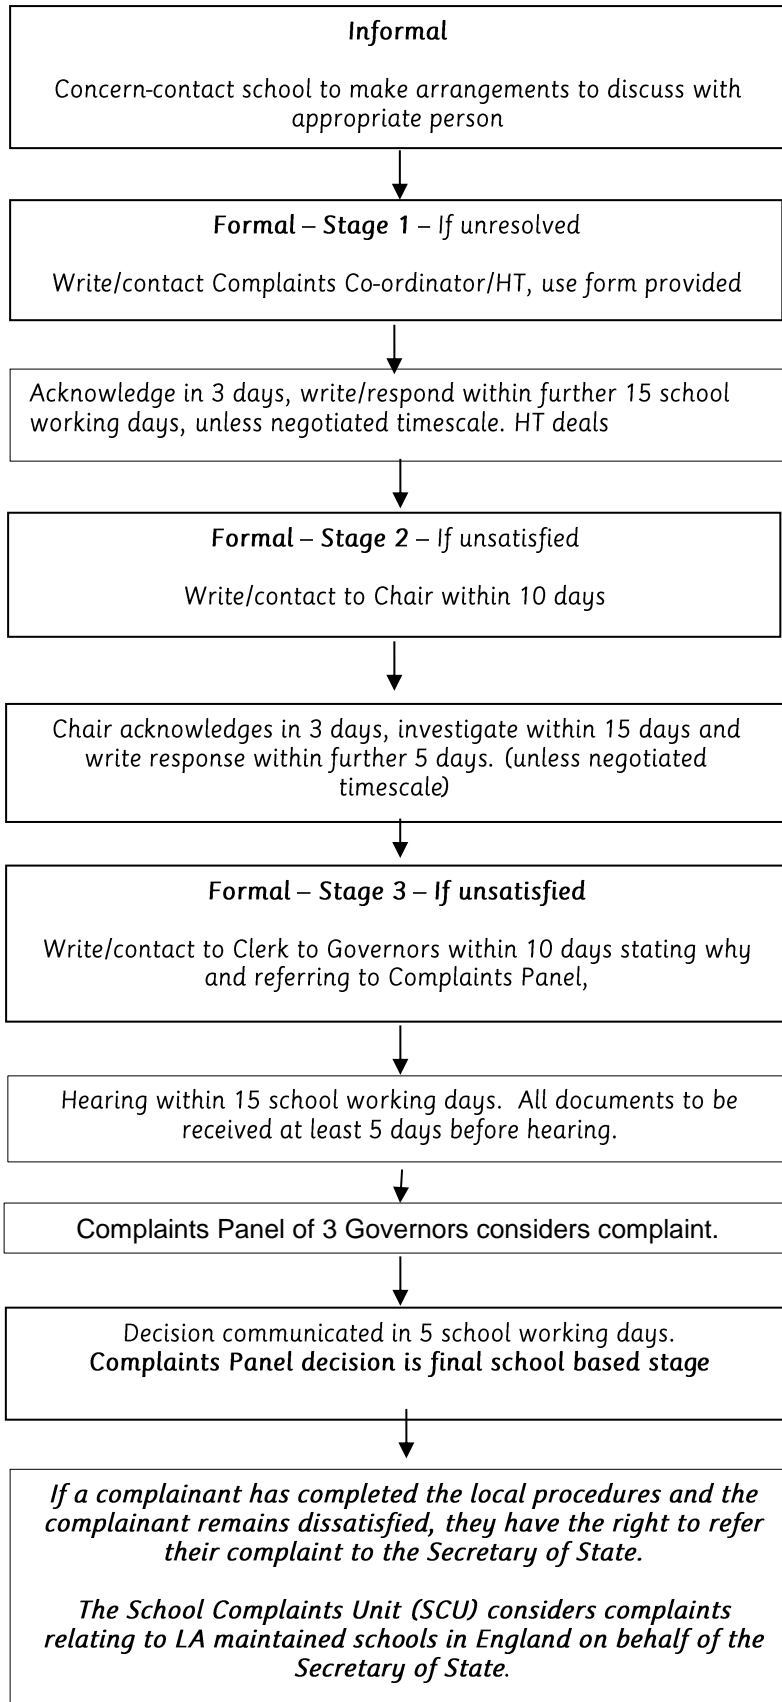 Informal
Concern-contact school to make arrangements to discuss with
appropriate person
Formal – Stage 1 – If unresolved
Write/contact Complaints Co-ordinator/HT, use form provided
Acknowledge in 3 days, write/respond within further 15 school
working days, unless negotiated timescale. HT deals
Formal – Stage 2 – If unsatisfied
Write/contact to Chair within 10 days
Chair acknowledges in 3 days, investigate within 15 days and
write response within further 5 days. (unless negotiated
timescale)
Formal – Stage 3 – If unsatisfied
Write/contact to Clerk to Governors within 10 days stating why
and referring to Complaints Panel,
Hearing within 15 school working days. All documents to be
received at least 5 days before hearing.
Complaints Panel of 3 Governors considers complaint.
Decision communicated in 5 school working days.
Complaints Panel decision is final school based stage
If a complainant has completed the local procedures and the
complainant remains dissatisfied, they have the right to refer
their complaint to the Secretary of State.
The School Complaints Unit (SCU) considers complaints
relating to LA maintained schools in England on behalf of the
Secretary of State.